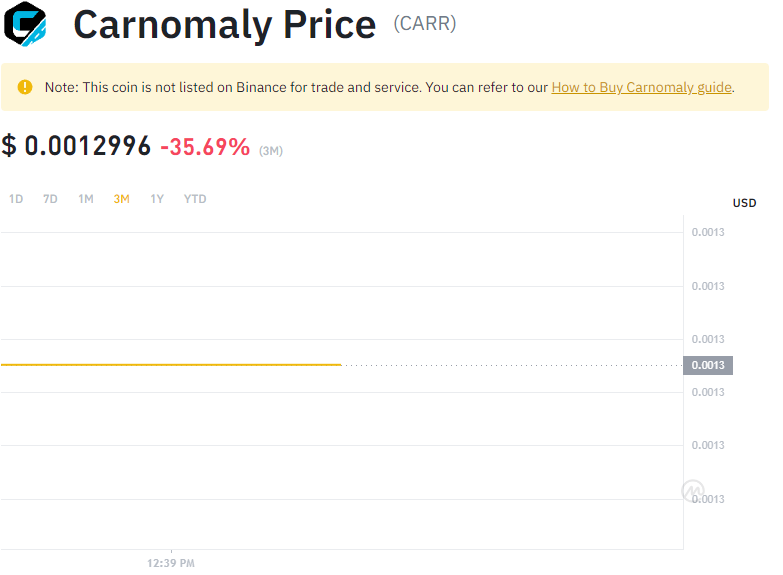 Carnomaly Price (CARR)
Note: This coin is not listed on Binance for trade and service. You can refer to our How to Buy Carnomaly guide.
$ 0.0012996 -35.69% (3M)
1D 7D 1M 3M 1Y YTD
USD
0.0013
0.0013
0.0013
0.0013
0.0013
0.0013
0.0013
12:39 PM